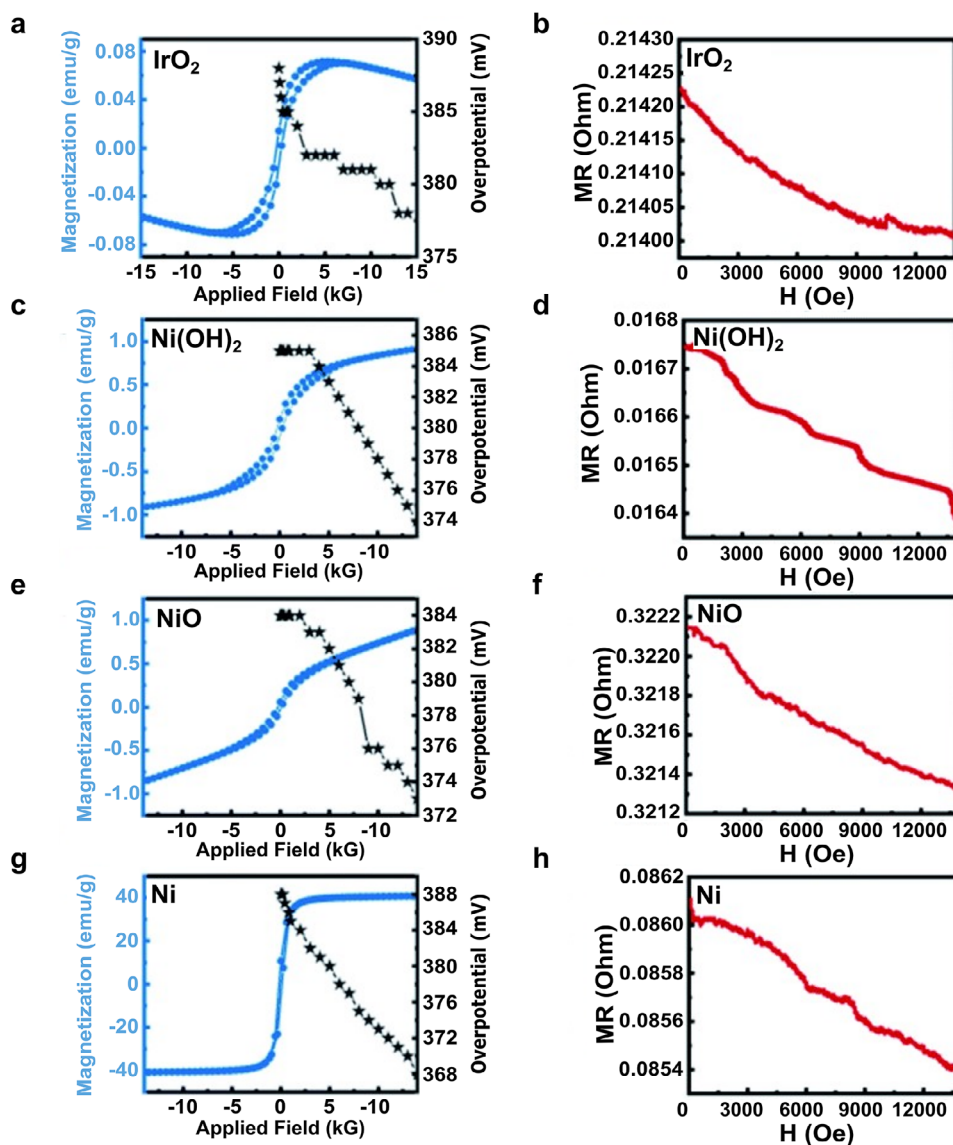 a
IrO2
Magnetization (emu/g)
0.08
0.04
0.00
-0.04
-0.08
390
385
380
375
Overpotential (mV)
-15 -10 -5 0 5 -10 15
Applied Field (kG)
b
IrO2
MR (Ohm)
0.21430
0.21425
0.21420
0.21415
0.21410
0.21405
0.21400
0 3000 6000 9000 12000
H (Oe)
c
Ni(OH)2
Magnetization (emu/g)
1.0
0.5
0.0
-0.5
-1.0
386
385
384
382
380
378
376
374
Overpotential (mV)
-10 -5 0 5 -10
Applied Field (kG)
d
Ni(OH)2
MR (Ohm)
0.0168
0.0167
0.0166
0.0165
0.0164
0 3000 6000 9000 12000
H (Oe)
e
NiO
Magnetization (emu/g)
1.0
0.5
0.0
-0.5
-1.0
384
382
380
378
376
374
372
Overpotential (mV)
-10 -5 0 5 -10
Applied Field (kG)
f
NiO
MR (Ohm)
0.3222
0.3220
0.3218
0.3216
0.3214
0.3212
0 3000 6000 9000 12000
H (Oe)
g
Ni
Magnetization (emu/g)
40
20
0
-20
-40
388
384
380
376
372
368
Overpotential (mV)
-10 -5 0 5 -10
Applied Field (kG)
h
Ni
MR (Ohm)
0.0862
0.0860
0.0858
0.0856
0.0854
0 3000 6000 9000 12000
H (Oe)